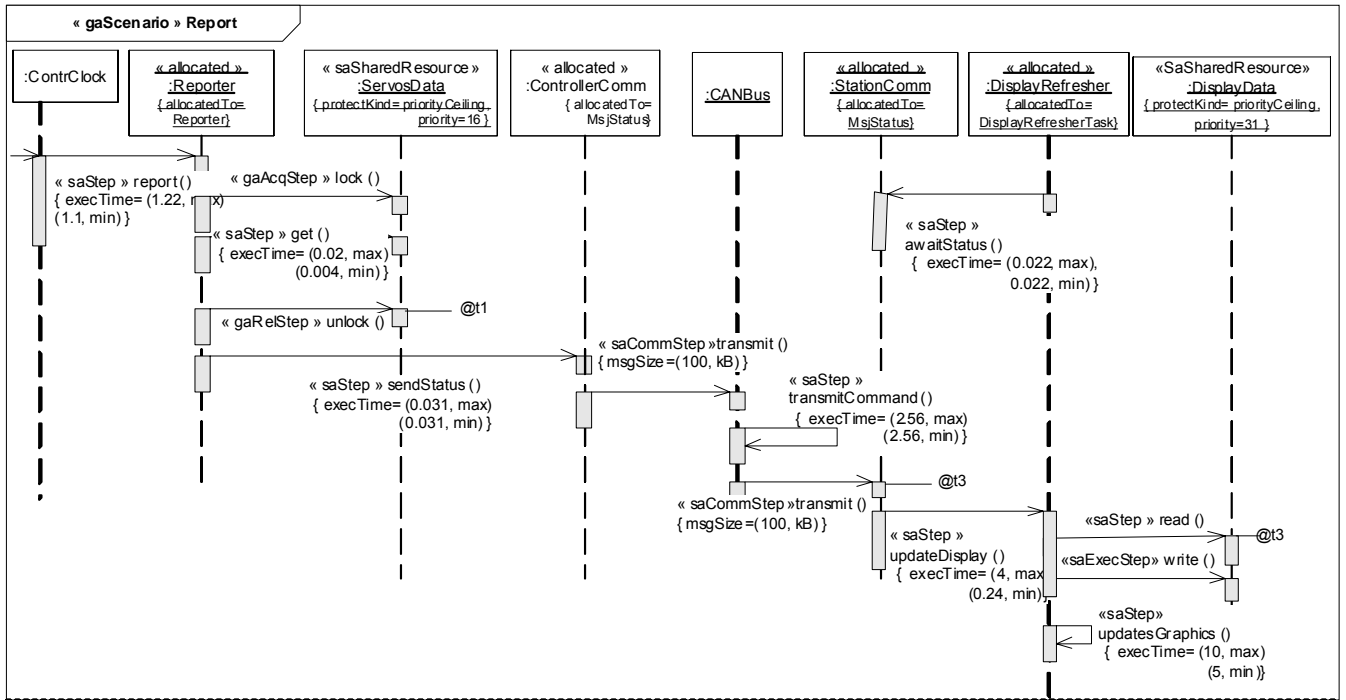 « gaScenario » Report
:ContrClock
« allocated »
:Reporter
{ allocatedTo=
Reporter}
« saSharedResource »
:ServosData
{ protectKind= priorityCeiling,
priority=16 }
« allocated »
:ControllerComm
{ allocatedTo=
MsjStatus}
:CANBus
« allocated »
:StationComm
{ allocatedTo=
MsjStatus}
« allocated »
:DisplayRefresher
{ allocatedTo=
DisplayRefresherTask}
«SaSharedResource»
:DisplayData
{ protectKind= priorityCeiling,
priority=31 }
« saStep » report()
{ execTime= (1.22, max)
(1.1, min) }
« gaAcqStep » lock ()
« saStep » get ()
{ execTime= (0.02, max)
(0.004, min) }
« saStep »
awaitStatus ()
{ execTime= (0.022, max),
0.022, min) }
« gaRelStep » unlock ()
@t1
« saCommStep »transmit ()
{ msgSize =(100, kB) }
« saStep » sendStatus ()
{ execTime= (0.031, max)
(0.031, min) }
« saStep »
transmitCommand ()
{ execTime= (2.56, max)
(2.56, min) }
« saCommStep »transmit ()
{ msgSize =(100, kB) }
@t3
« saStep »
updateDisplay ()
{ execTime= (4, max
(0.24, min)}
«saStep » read ()
@t3
«saExecStep» write ()
«saStep»
updatesGraphics ()
{ execTime= (10, max)
(5, min)}